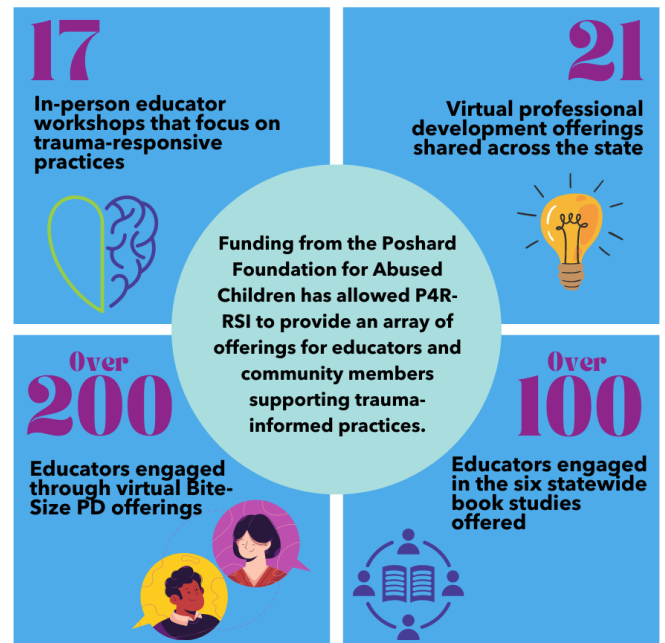 17
In-person educator
workshops that focus on
trauma-responsive
practices
21
Virtual professional
development offerings
shared across the state
Funding from the Poshard
Foundation for Abused
Children has allowed P4R-
RSI to provide an array of
offerings for educators and
community members
supporting trauma-
informed practices.
Over
200
Educators engaged
through virtual Bite-
Size PD offerings
Over
100
Educators engaged
in the six statewide
book studies
offered